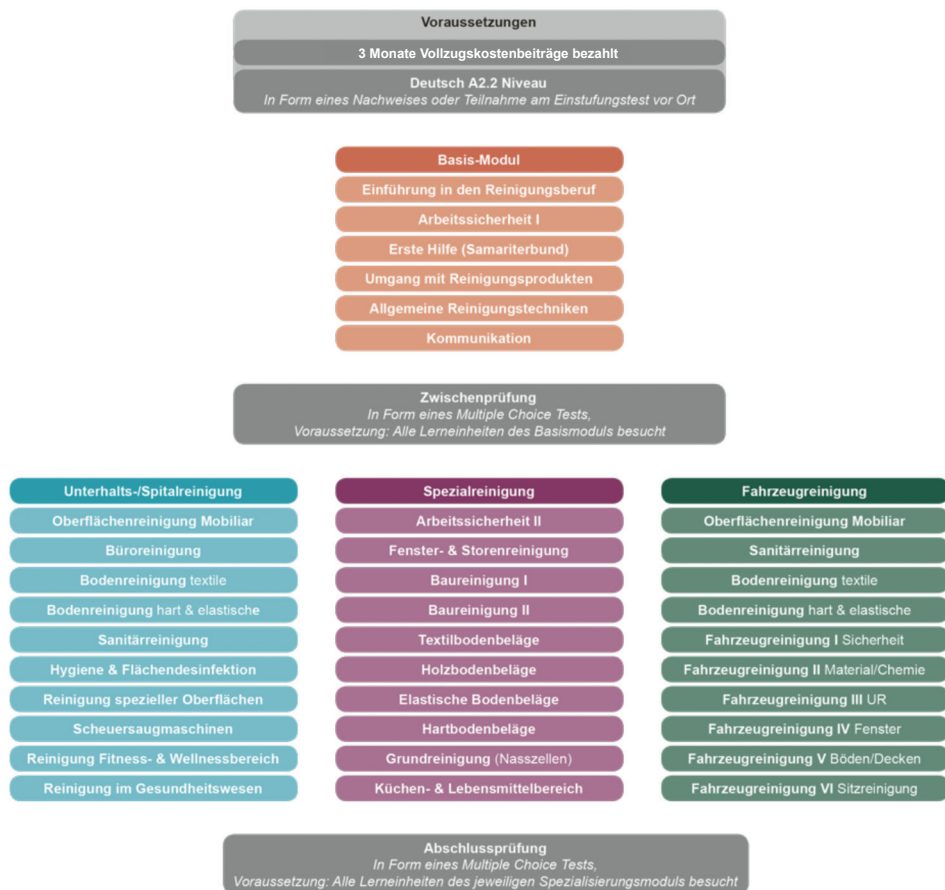 Voraussetzungen
3 Monate Vollzugskostenbeiträge bezahlt
Deutsch A2.2 Niveau
In Form eines Nachweises oder Teilnahme am Einstufungstest vor Ort
Basis-Modul
Einführung in den Reinigungsberuf
Arbeitssicherheit I
Erste Hilfe (Samariterbund)
Umgang mit Reinigungsprodukten
Allgemeine Reinigungstechniken
Kommunikation
Zwischenprüfung
In Form eines Multiple Choice Tests,
Voraussetzung: Alle Lerneinheiten des Basismoduls besucht
Unterhalts-/Spitalreinigung
Oberflächenreinigung Mobiliar
Büroreinigung
Bodenreinigung textile
Bodenreinigung hart & elastische
Sanitärreinigung
Hygiene & Flächendesinfektion
Reinigung spezieller Oberflächen
Scheuersaugmaschinen
Reinigung Fitness- & Wellnessbereich
Reinigung im Gesundheitswesen
Spezialreinigung
Arbeitssicherheit II
Fenster- & Storenreinigung
Baureinigung I
Baureinigung II
Textilbodenbeläge
Holzbodenbeläge
Elastische Bodenbeläge
Hartbodenbeläge
Grundreinigung (Nasszellen)
Küchen- & Lebensmittelbereich
Fahrzeugreinigung
Oberflächenreinigung Mobiliar
Sanitärreinigung
Bodenreinigung textile
Bodenreinigung hart & elastische
Fahrzeugreinigung I Sicherheit
Fahrzeugreinigung II Material/Chemie
Fahrzeugreinigung III UR
Fahrzeugreinigung IV Fenster
Fahrzeugreinigung V Böden/Decken
Fahrzeugreinigung VI Sitzreinigung
Abschlussprüfung
In Form eines Multiple Choice Tests,
Voraussetzung: Alle Lerneinheiten des jeweiligen Spezialisierungsmoduls besucht